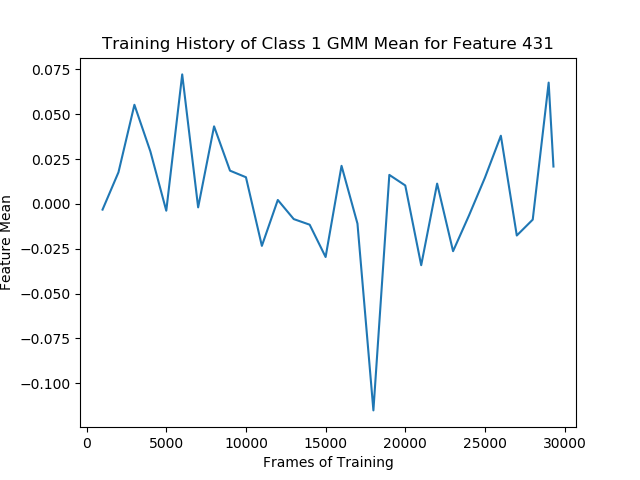 Training History of Class 1 GMM Mean for Feature 431
0.075
0.050
0.025
0.000
−0.025
−0.050
−0.075
−0.100
Feature Mean
0 5000 10000 15000 20000 25000 30000
Frames of Training